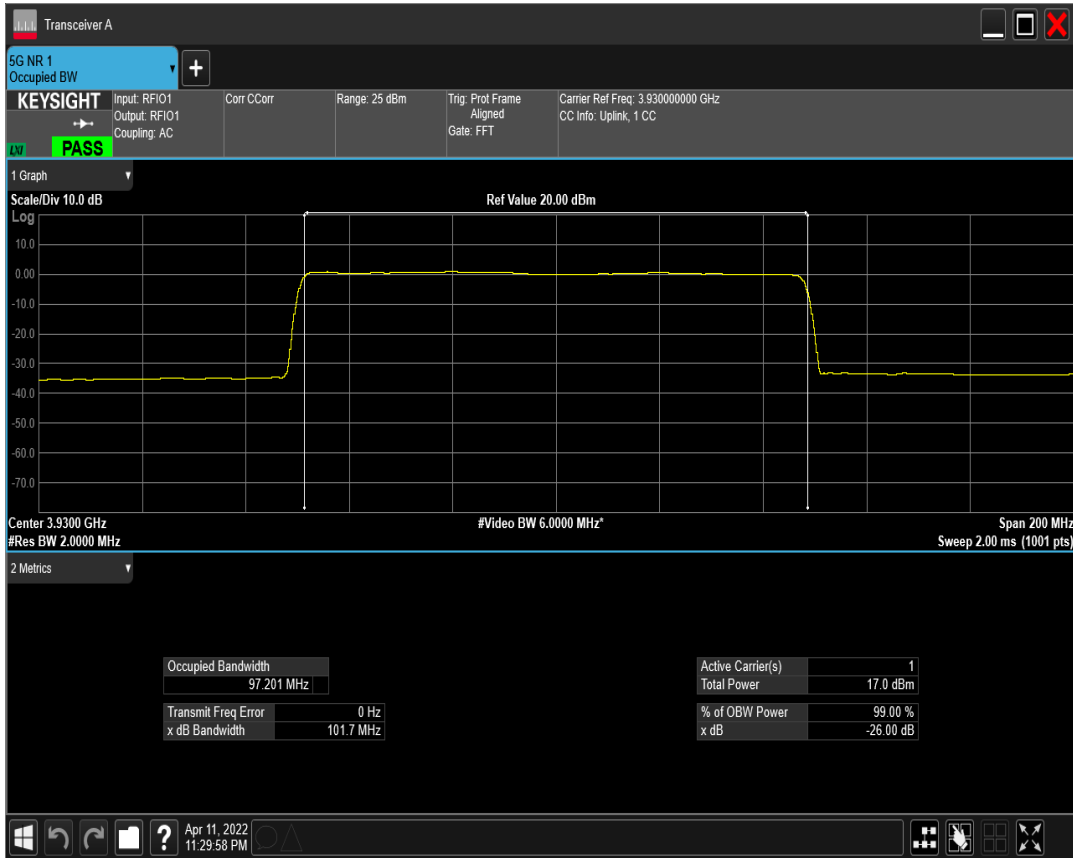 Transceiver A
5G NR 1
Occupied BW
KEYSIGHT
LXI
PASS
Input: RFIO1
Output: RFIO1
Coupling: AC
Corr CCorr
Range: 25 dBm
Trig: Prot Frame
Aligned
Gate: FFT
Carrier Ref Freq: 3.930000000 GHz
CC Info: Uplink, 1 CC
1 Graph
Scale/Div 10.0 dB
Ref Value 20.00 dBm
Log
10.0
0.00
-10.0
-20.0
-30.0
-40.0
-50.0
-60.0
-70.0
Center 3.9300 GHz
#Video BW 6.0000 MHz*
Span 200 MHz
#Res BW 2.0000 MHz
Sweep 2.00 ms (1001 pts)
2 Metrics
Occupied Bandwidth
97.201 MHz
Transmit Freq Error 0 Hz
x dB Bandwidth 101.7 MHz
Active Carrier(s) 1
Total Power 17.0 dBm
% of OBW Power 99.00 %
x dB -26.00 dB
Apr 11, 2022
11:29:58 PM